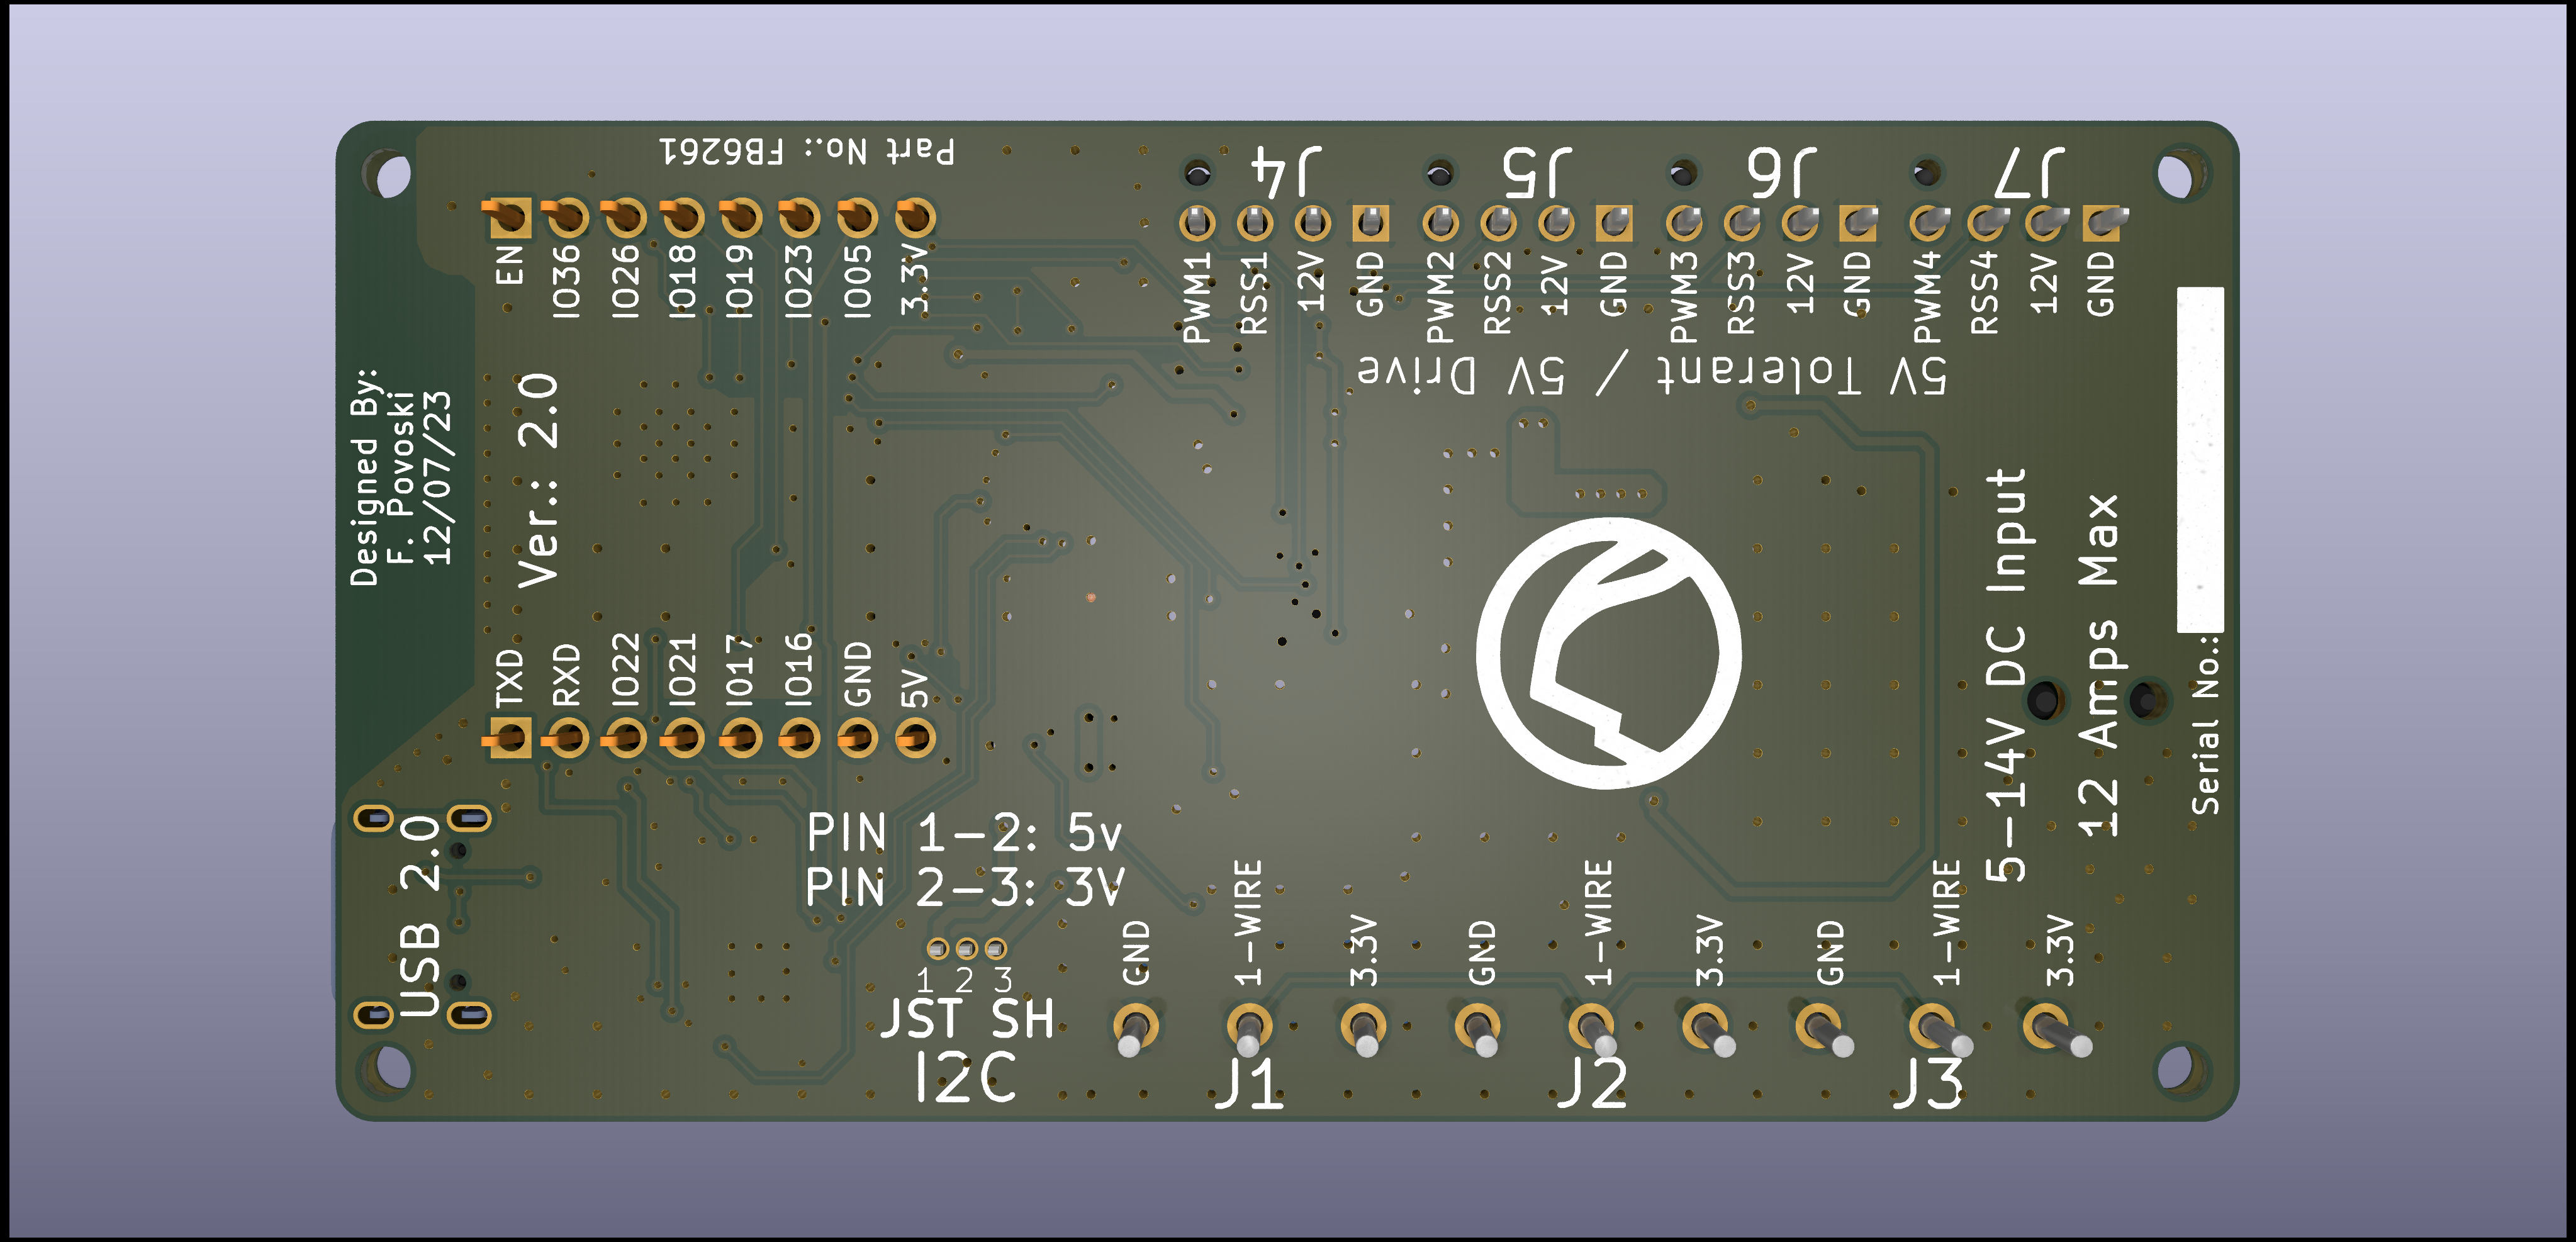 Part No.: FB6261
J4
J5
J6
J7
EN
IO36
IO26
IO18
IO19
IO23
IO05
3.3V
PWM1
RSS1
12V
GND
PWM2
RSS2
12V
GND
PWM3
RSS3
12V
GND
PWM4
RSS4
12V
GND
5V Tolerant / 5V Drive
Designed By:
F. Povoski
12/07/23
Ver.: 2.0
TXD
RXD
IO22
IO21
IO17
IO16
GND
5V
5-14V DC Input
12 Amps Max
Serial No.:
USB 2.0
PIN 1-2: 5v
PIN 2-3: 3V
1 2 3
JST SH
I2C
GND
1-WIRE
3.3V
GND
1-WIRE
3.3V
GND
1-WIRE
3.3V
J1
J2
J3